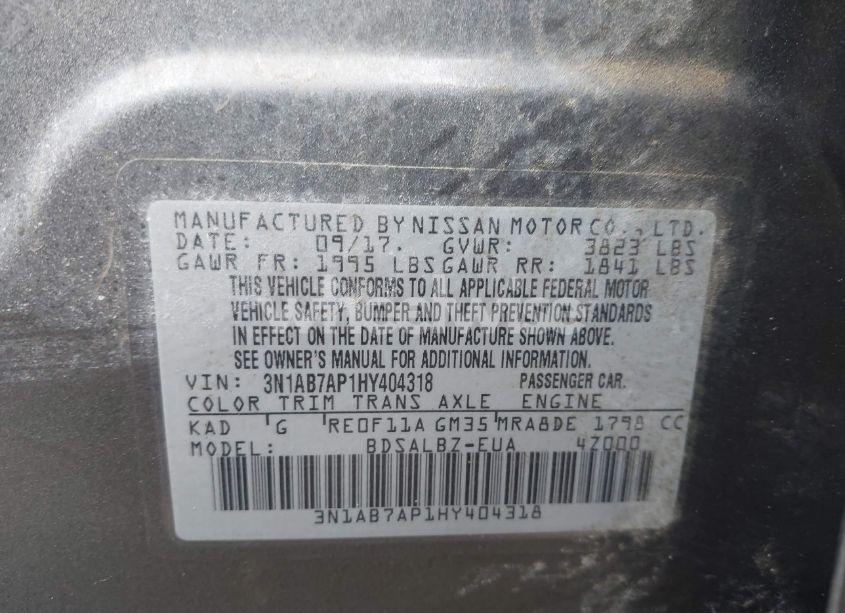 MANUFACTURED BY NISSAN MOTOR CO., LTD.
DATE: 09/17. GVWR: 3823 LBS
GAWR FR: 1995 LBS GAWR RR: 1841 LBS
THIS VEHICLE CONFORMS TO ALL APPLICABLE FEDERAL MOTOR
VEHICLE SAFETY, BUMPER AND THEFT PREVENTION STANDARDS
IN EFFECT ON THE DATE OF MANUFACTURE SHOWN ABOVE.
SEE OWNER'S MANUAL FOR ADDITIONAL INFORMATION.
VIN: 3N1AB7AP1HY404318 PASSENGER CAR.
COLOR TRIM TRANS AXLE ENGINE
KAD G RE0F11A GM35 MRA8DE 1798 CC
MODEL: BDSALBZ-EUA 4Z000
3N1AB7AP1HY404318